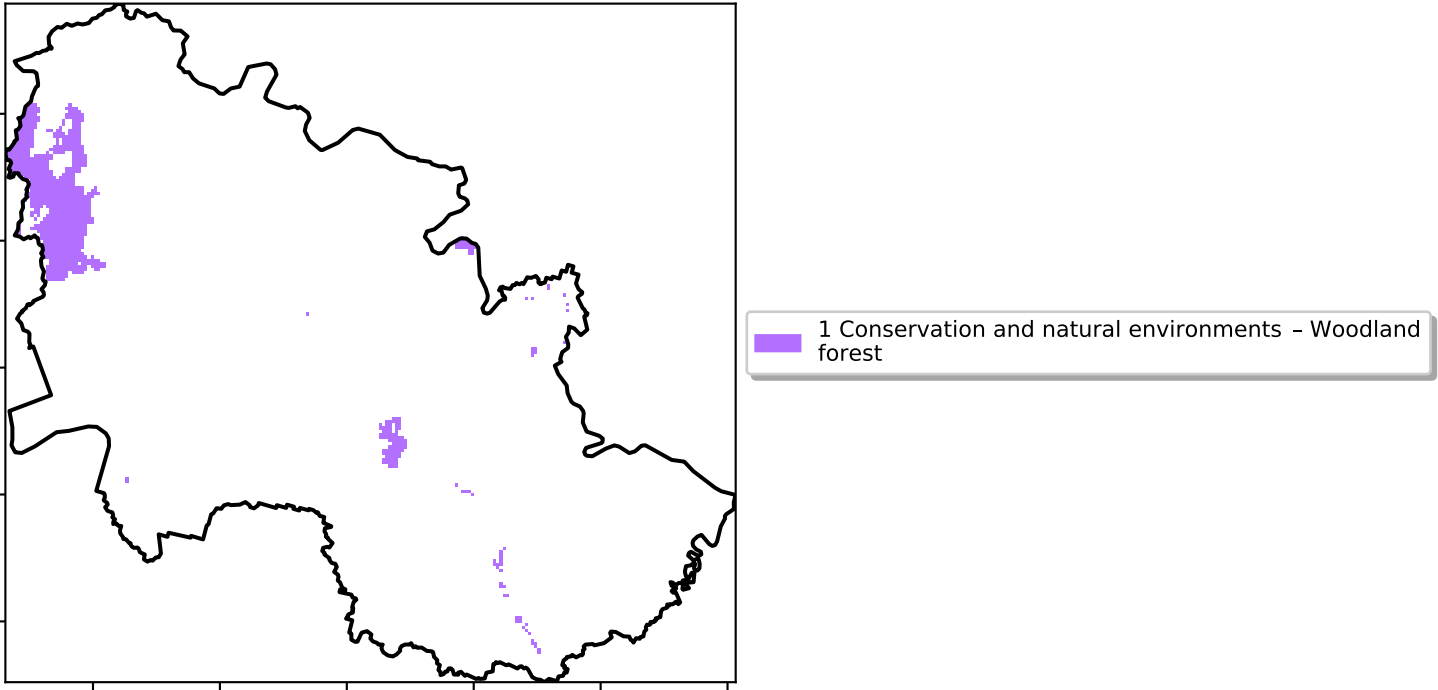 1 Conservation and natural environments – Woodland
forest